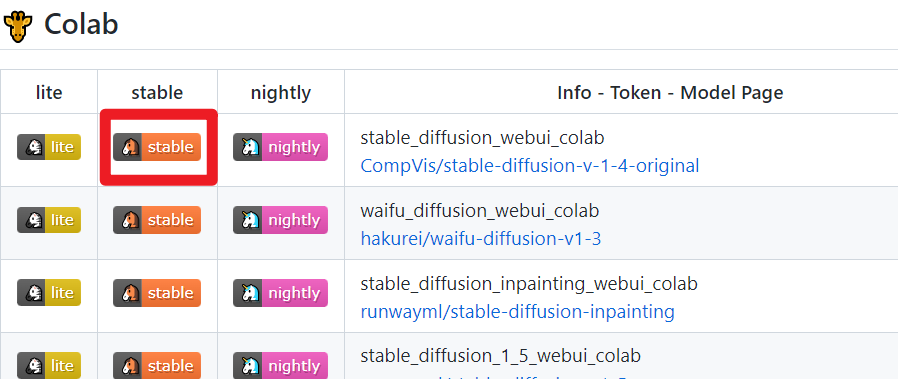 Colab
lite stable nightly Info - Token - Model Page
lite stable nightly stable_diffusion_webui_colab
CompVis/stable-diffusion-v-1-4-original
lite stable nightly waifu_diffusion_webui_colab
hakurei/waifu-diffusion-v1-3
lite stable nightly stable_diffusion_inpainting_webui_colab
runwayml/stable-diffusion-inpainting
lite stable nightly stable_diffusion_1_5_webui_colab